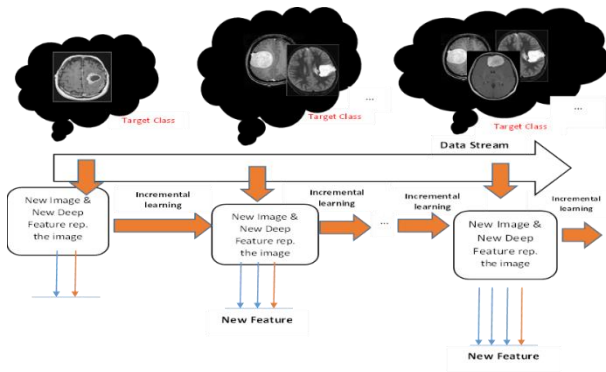 Target Class
...
Target Class
...
Target Class
Data Stream
New Image &
New Deep
Feature rep.
the image
Incremental
learning
New Image &
New Deep
Feature rep.
the image
Incremental
learning
...
Incremental
learning
New Image &
New Deep
Feature rep.
the image
Incremental
learning
New Feature
New Feature